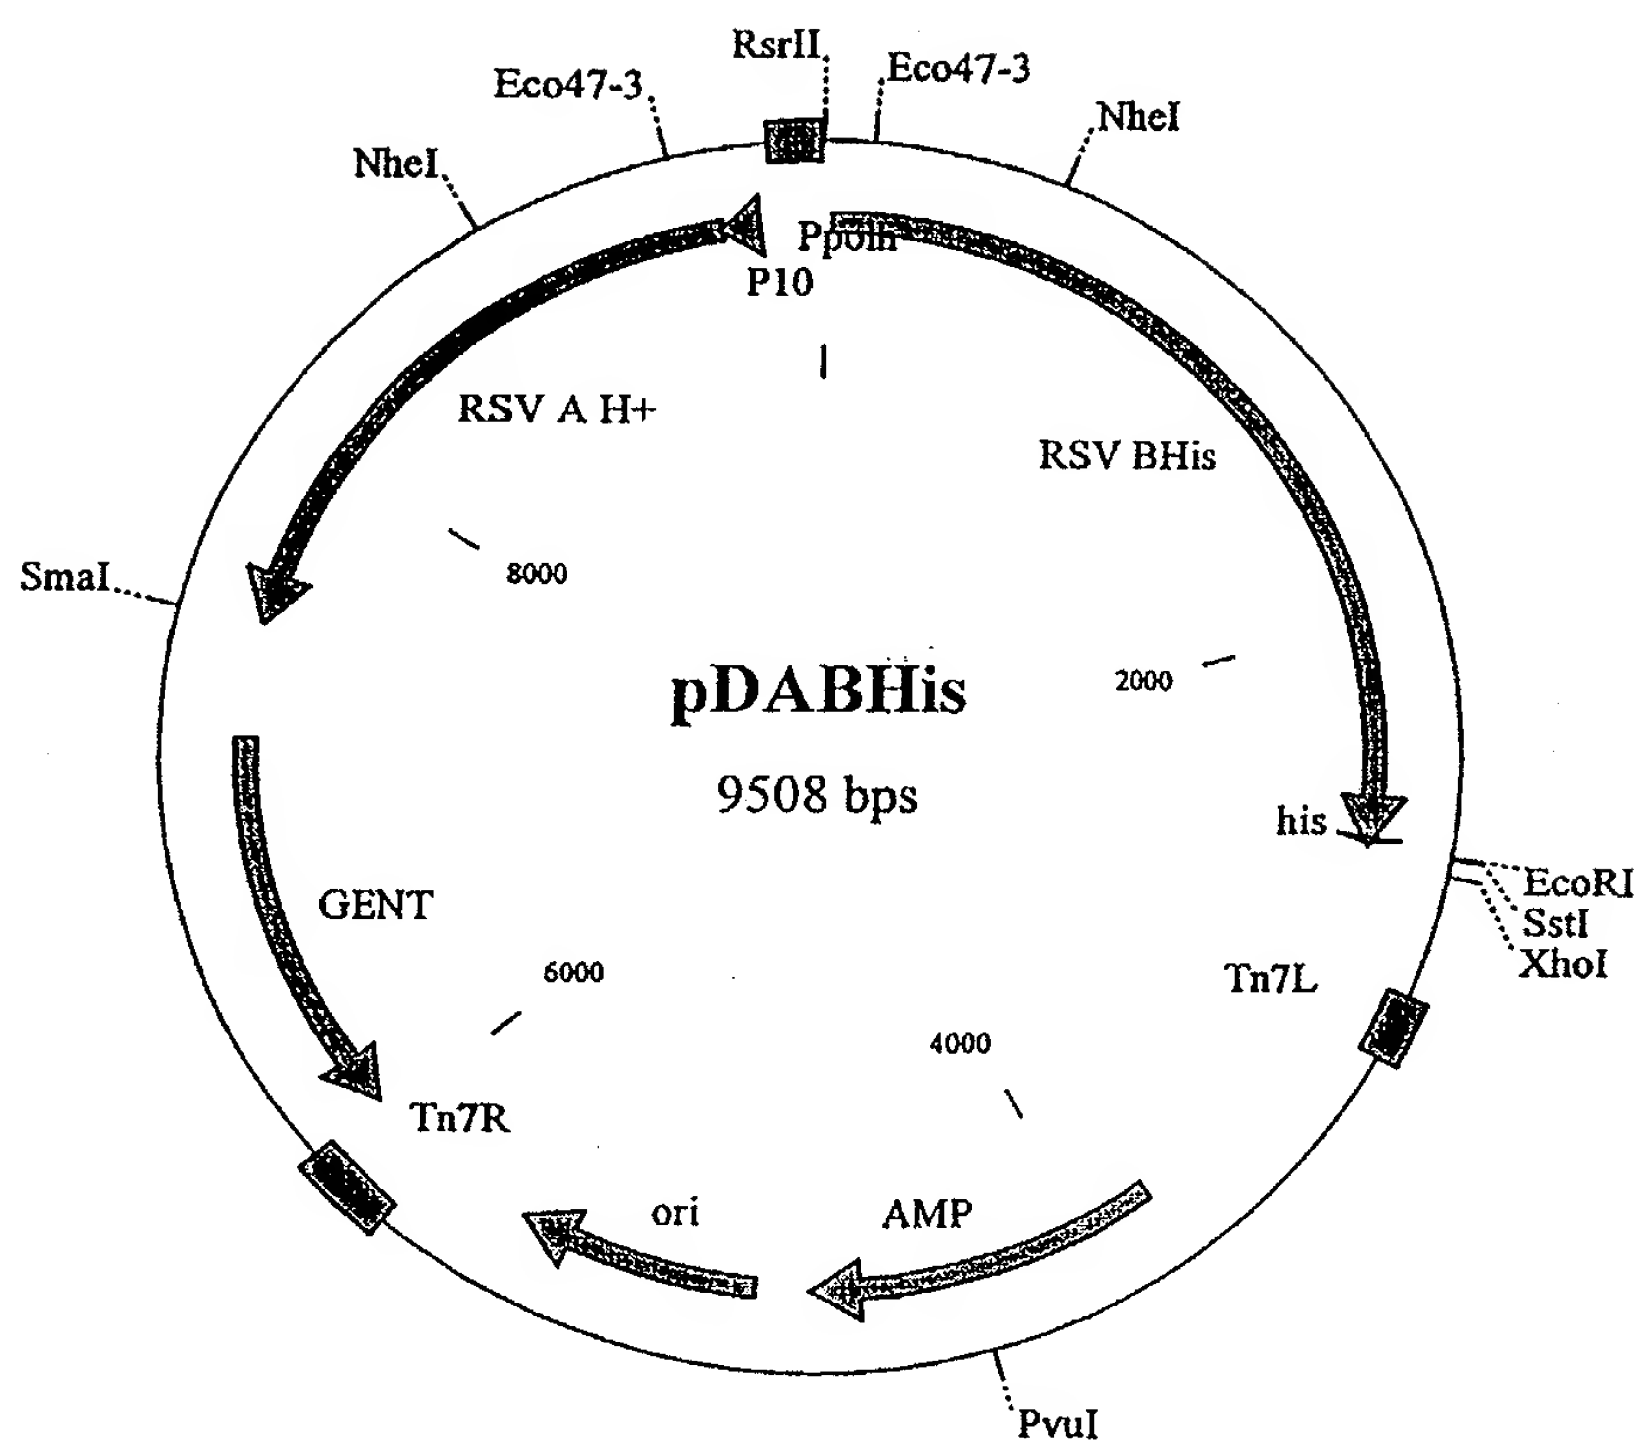 RsrII
Eco47-3
Eco47-3
NheI
NheI
Ppolh
P10
RSV A H+
RSV BHis
8000
SmaI
pDABHis
2000
9508 bps
his
EcoRI
SstI
XhoI
GENT
6000
Tn7L
4000
Tn7R
ori
AMP
PvuI